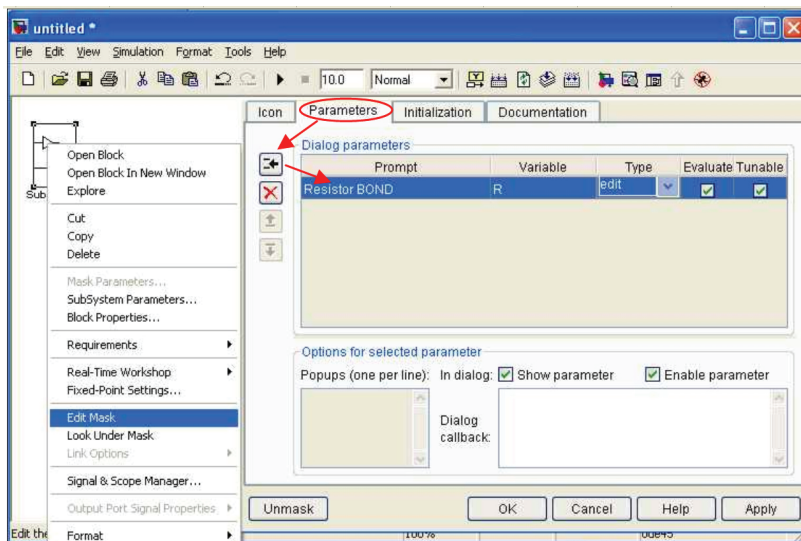 untitled *
File Edit View Simulation Format Tools Help
10.0 Normal
Icon Parameters Initialization Documentation
Sub
Open Block
Open Block In New Window
Explore
Cut
Copy
Delete
Mask Parameters...
SubSystem Parameters...
Block Properties...
Requirements
Real-Time Workshop
Fixed-Point Settings...
Edit Mask
Look Under Mask
Link Options
Signal & Scope Manager...
Output Port Signal Properties
Format
Dialog parameters
Prompt Variable Type Evaluate Tunable
Resistor BOND R edit
Options for selected parameter
Popups (one per line): In dialog: Show parameter Enable parameter
Dialog
callback:
Unmask OK Cancel Help Apply
Edit the 100% ode45